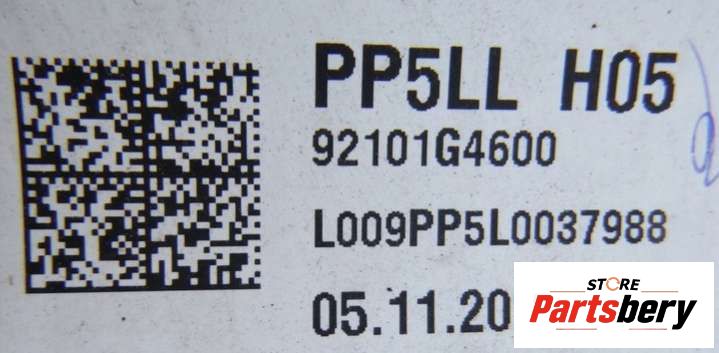 PP5LL H05
92101G4600
L009PP5L0037988
05.11.20
STORE
Partsbery